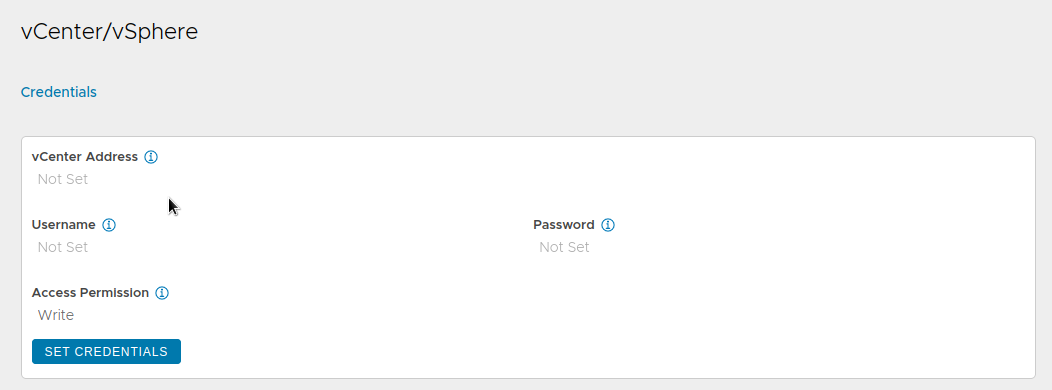 vCenter/vSphere
Credentials
vCenter Address
Not Set
Username
Password
Not Set
Not Set
Access Permission
Write
SET CREDENTIALS